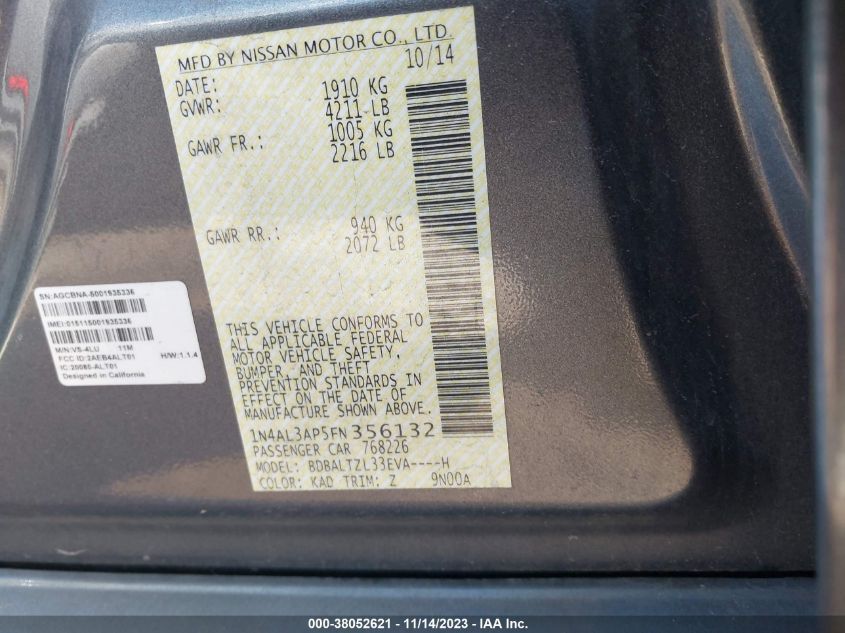 MFD BY NISSAN MOTOR CO., LTD.
DATE: 10/14
GVWR: 1910 KG
4211 LB
GAWR FR.: 1005 KG
2216 LB
GAWR RR.: 940 KG
2072 LB
THIS VEHICLE CONFORMS TO
ALL APPLICABLE FEDERAL
MOTOR VEHICLE SAFETY,
BUMPER, AND THEFT
PREVENTION STANDARDS IN
EFFECT ON THE DATE OF
MANUFACTURE SHOWN ABOVE.
1N4AL3AP5FN356132
PASSENGER CAR 768226
MODEL: BDBALTZL33EVA----H
COLOR: KAD TRIM: Z 9N00A
SN:AGCBNA-5001635336
IMEI:015115001635336
M/N:VS-4LU :11M
FCC ID:2AEB4ALT01 H/W:1.1.4
IC:20085-ALT01
Designed in California
000-38052621 - 11/14/2023 - IAA Inc.